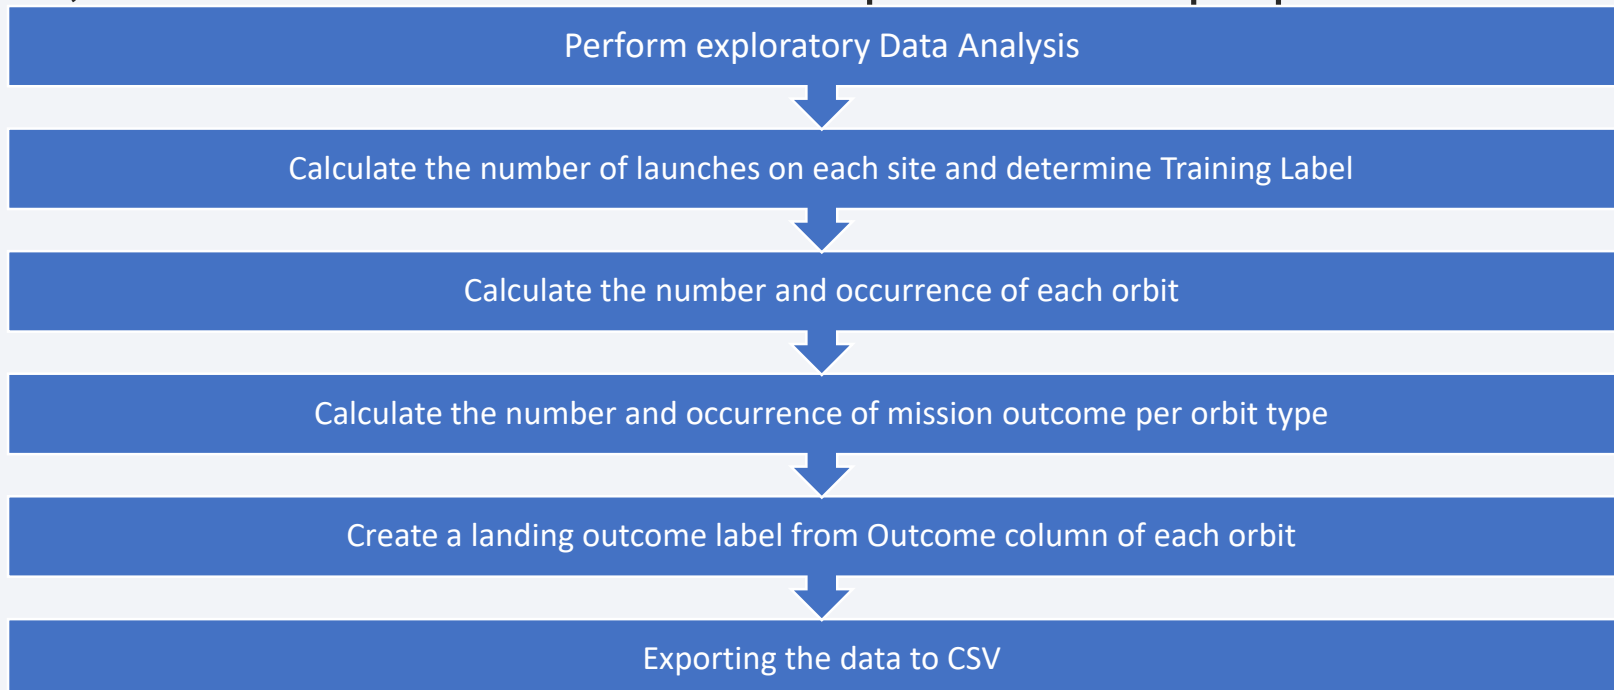 Perform exploratory Data Analysis
Calculate the number of launches on each site and determine Training Label
Calculate the number and occurrence of each orbit
Calculate the number and occurrence of mission outcome per orbit type
Create a landing outcome label from Outcome column of each orbit
Exporting the data to CSV